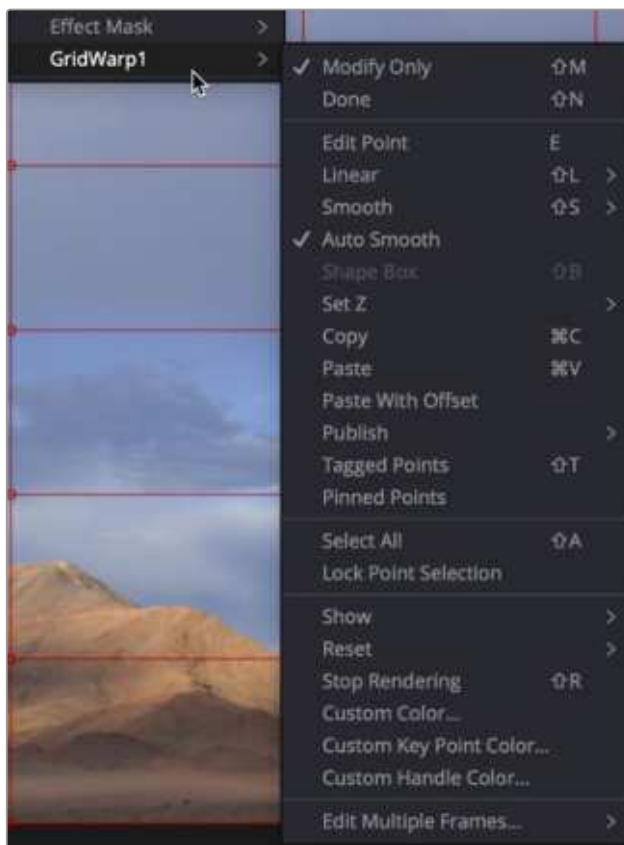 Effect Mask >
GridWarp1 >
✓ Modify Only ⇧M
Done ⇧N
Edit Point E
Linear ⇧L >
Smooth ⇧S >
✓ Auto Smooth
Shape Box ⇧B
Set Z >
Copy ⌘C
Paste ⌘V
Paste With Offset
Publish >
Tagged Points ⇧T
Pinned Points
Select All ⇧A
Lock Point Selection
Show >
Reset >
Stop Rendering ⇧R
Custom Color...
Custom Key Point Color...
Custom Handle Color...
Edit Multiple Frames... >